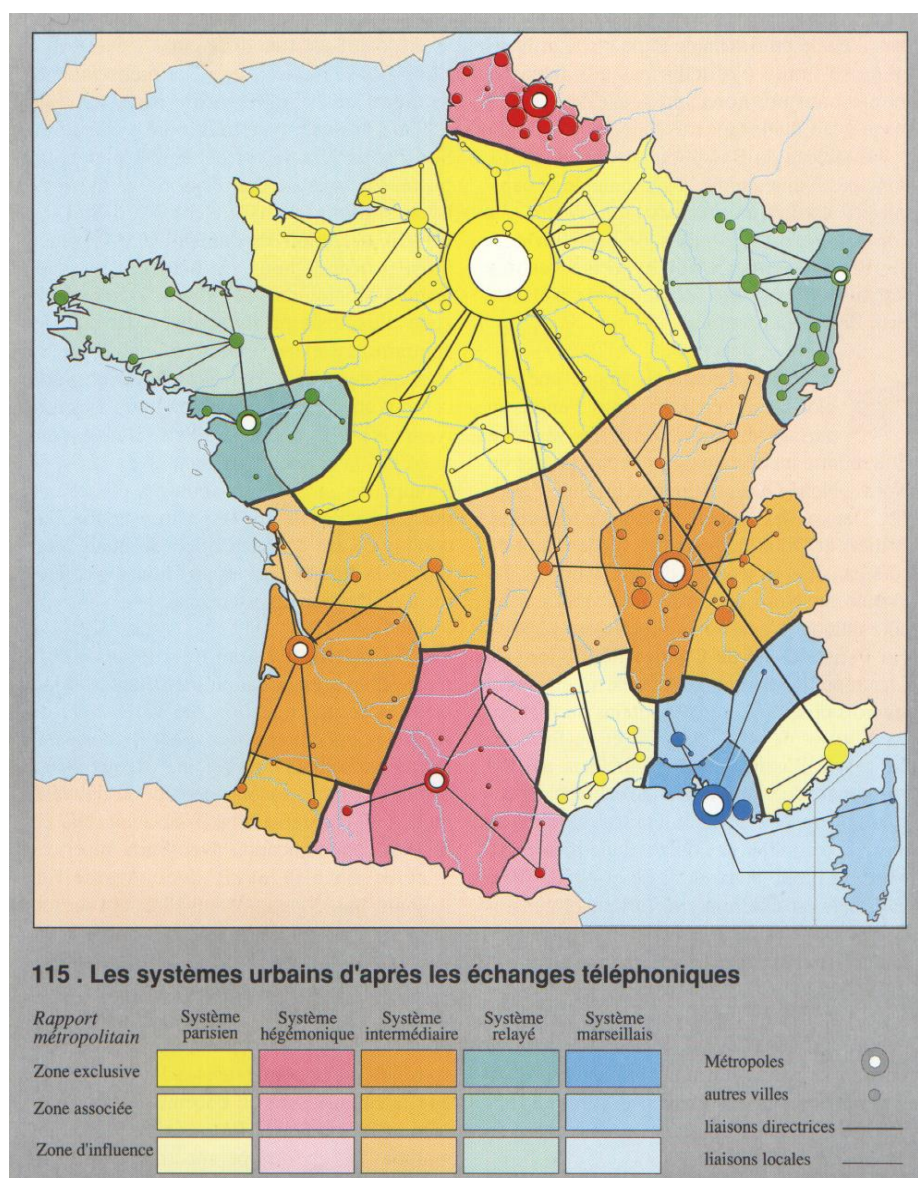 115 . Les systèmes urbains d'après les échanges téléphoniques
Rapport
métropolitain
Système
parisien
Système
hégémonique
Système
intermédiaire
Système
relayé
Système
marseillais
Zone exclusive
Zone associée
Zone d'influence
Métropoles
autres villes
liaisons directrices
liaisons locales